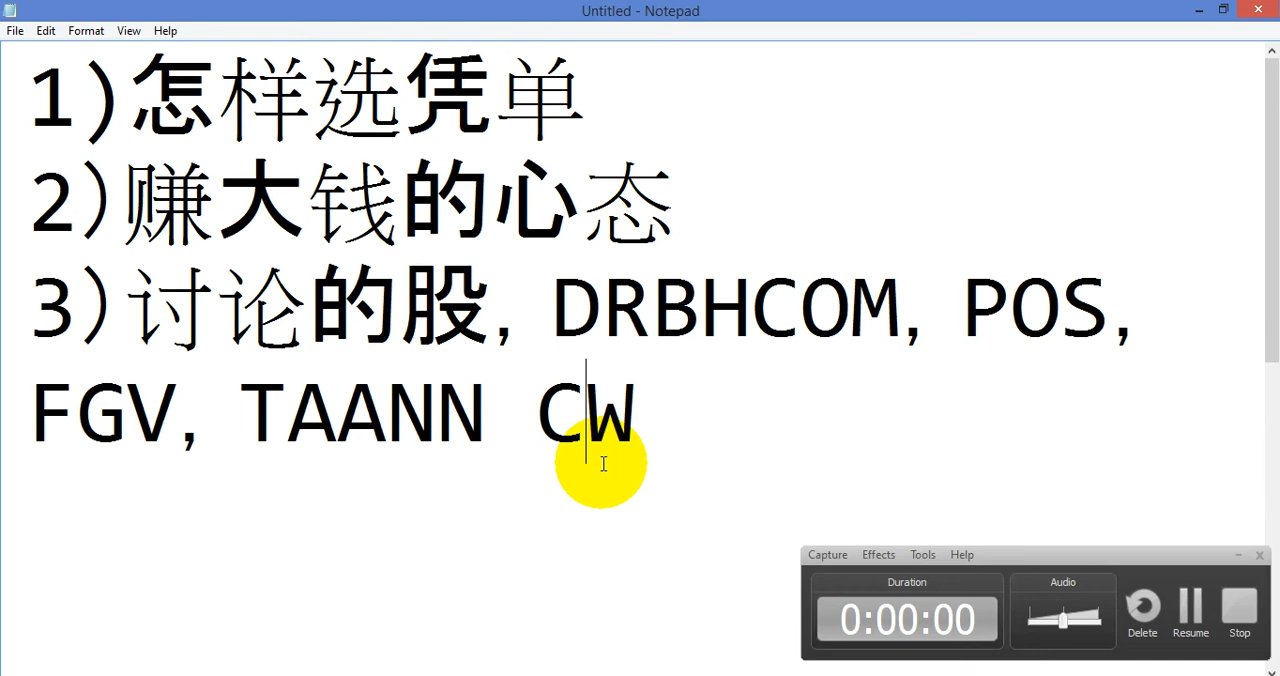 Untitled - Notepad
File Edit Format View Help
1)怎样选凭单
2)赚大钱的心态
3)讨论的股, DRBHCOM, POS,
FGV, TAANN CW
Capture Effects Tools Help
Duration
Audio
0:00:00
Delete Resume Stop